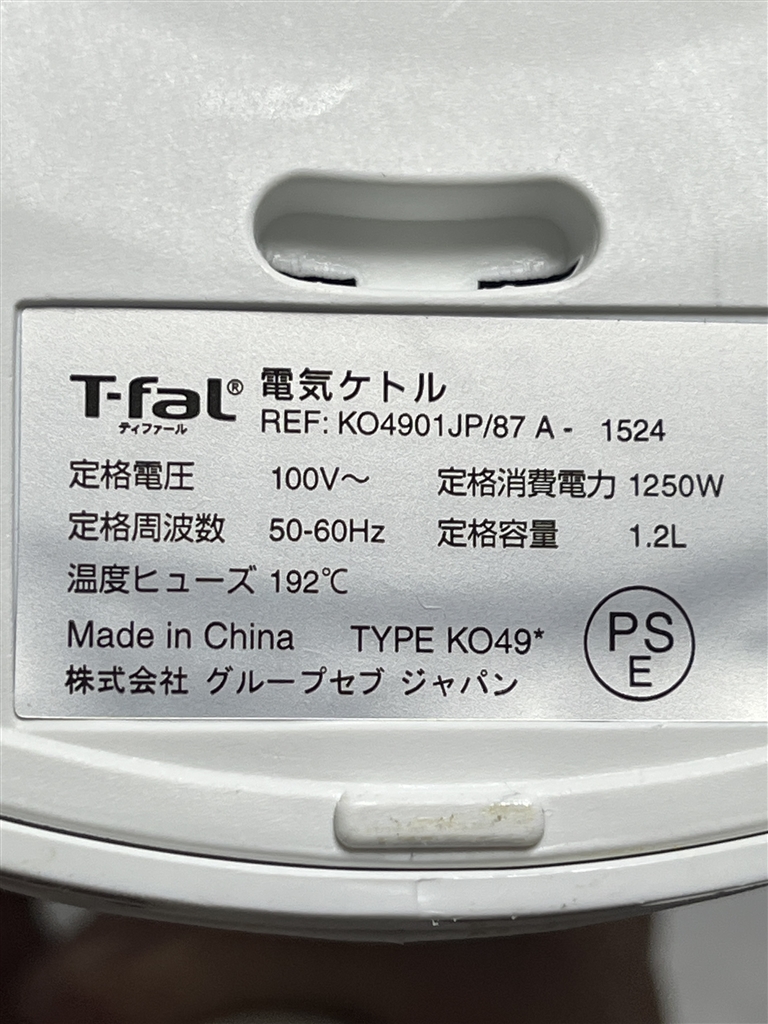 T-fal® 電気ケトル
ティファール REF: KO4901JP/87 A - 1524
定格電圧 100V～ 定格消費電力 1250W
定格周波数 50-60Hz 定格容量 1.2L
温度ヒューズ 192℃
Made in China TYPE KO49*
株式会社 グループセブ ジャパン
PS
E